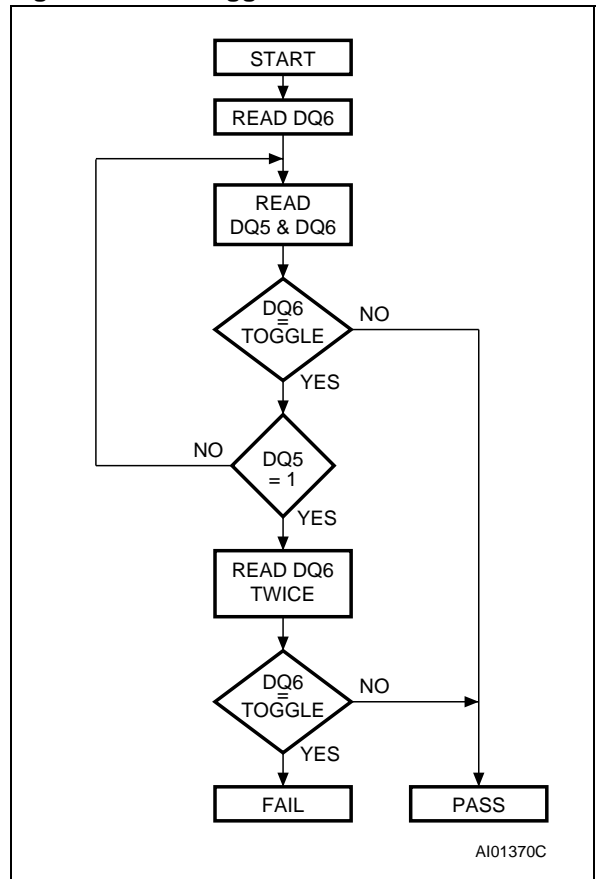 START
READ DQ6
READ
DQ5 & DQ6
DQ6
=
TOGGLE
NO
YES
NO
DQ5
= 1
YES
READ DQ6
TWICE
DQ6
=
TOGGLE
NO
YES
FAIL
PASS
AI01370C